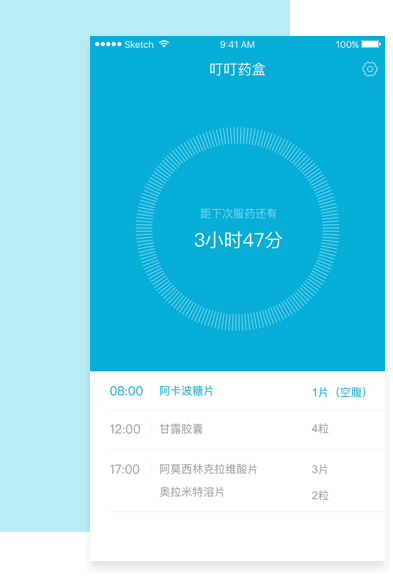 Sketch 9:41 AM 100%
叮叮药盒
距下次服药还有
3小时47分
08:00 阿卡波糖片 1片（空腹）
12:00 甘露胶囊 4粒
17:00 阿莫西林克拉维酸片 3片
奥拉米特溶片 2粒